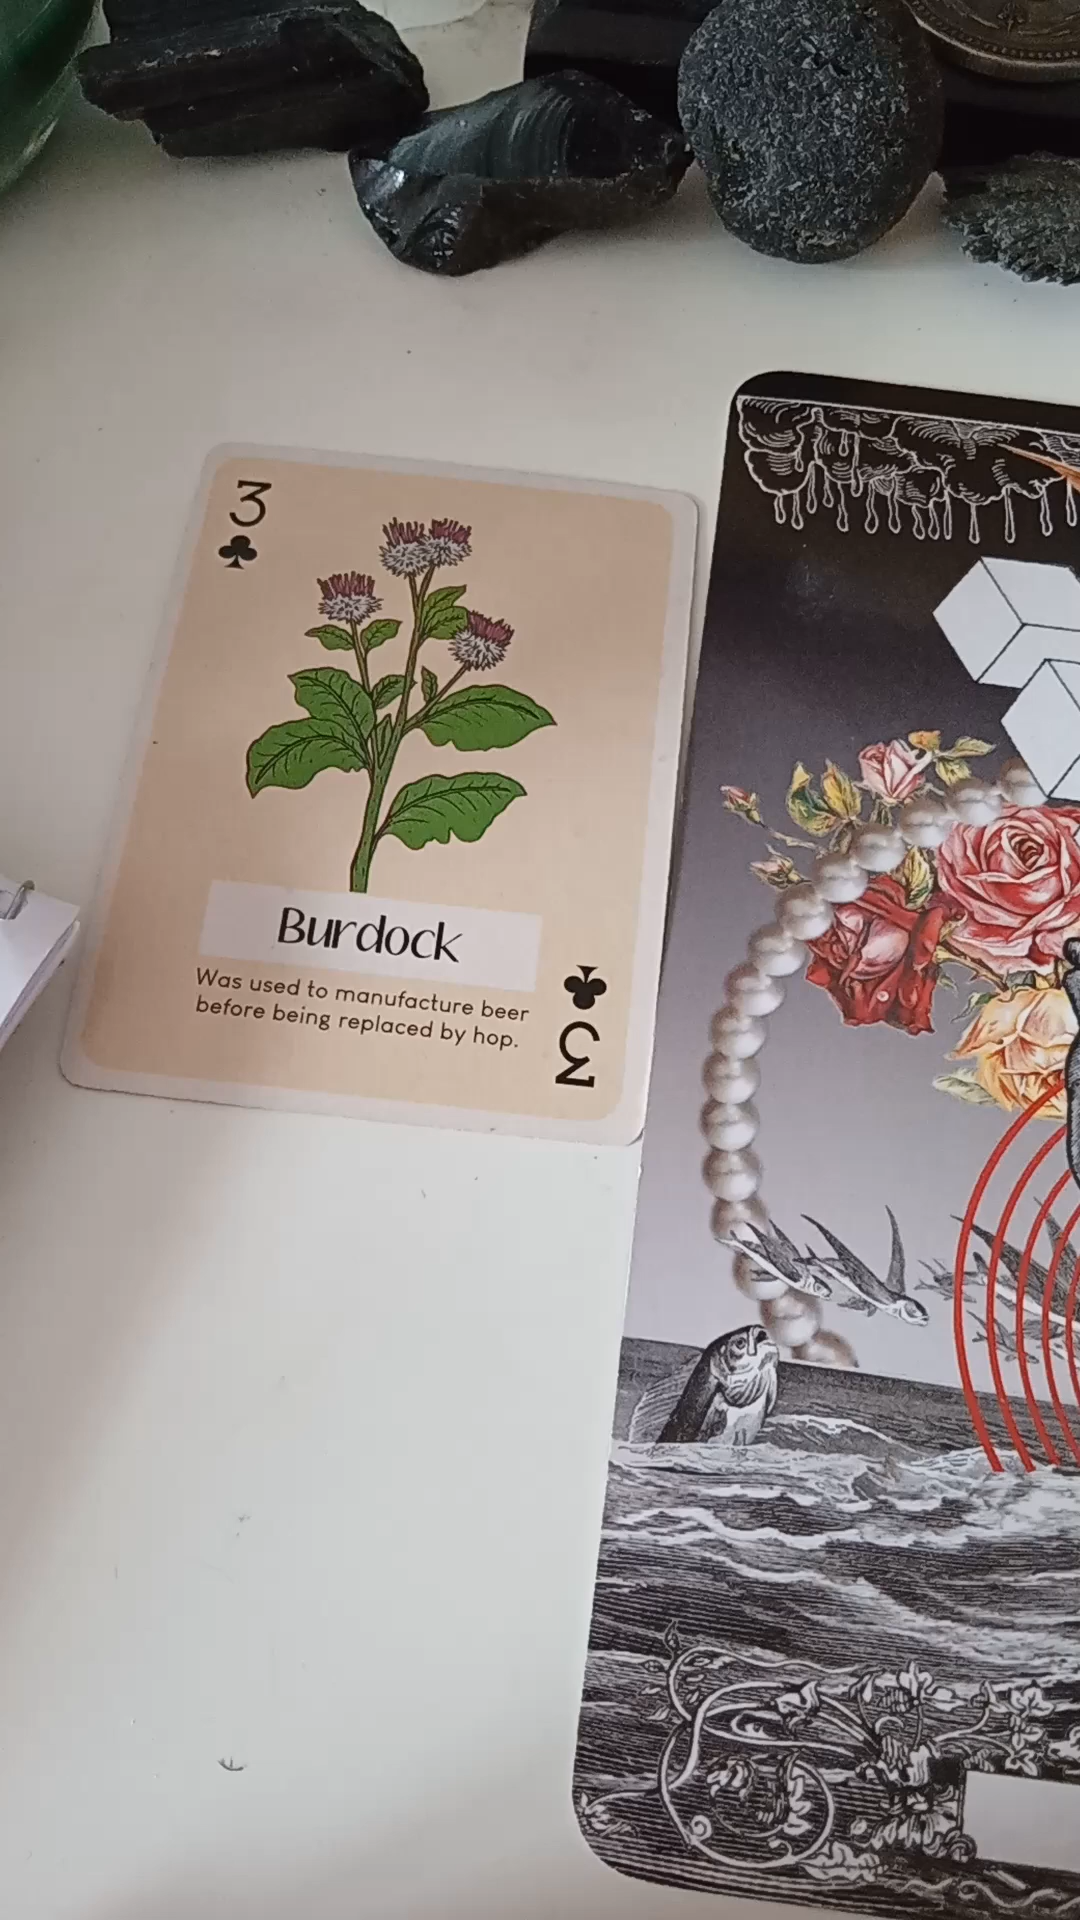 3
Burdock
Was used to manufacture beer
before being replaced by hop.
3